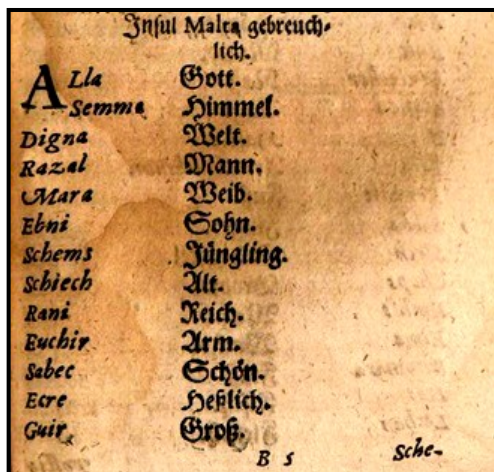 Insul Malta gebreuch-
lich.
ALla Gott.
Semma Himmel.
Digna Welt.
Razal Mann.
Mara Weib.
Ebni Sohn.
Schems Jüngling.
Schiech Alt.
Rani Reich.
Euchir Arm.
Sabec Schön.
Ecre Heßlich.
Guir Groß.
B 5 Sche-